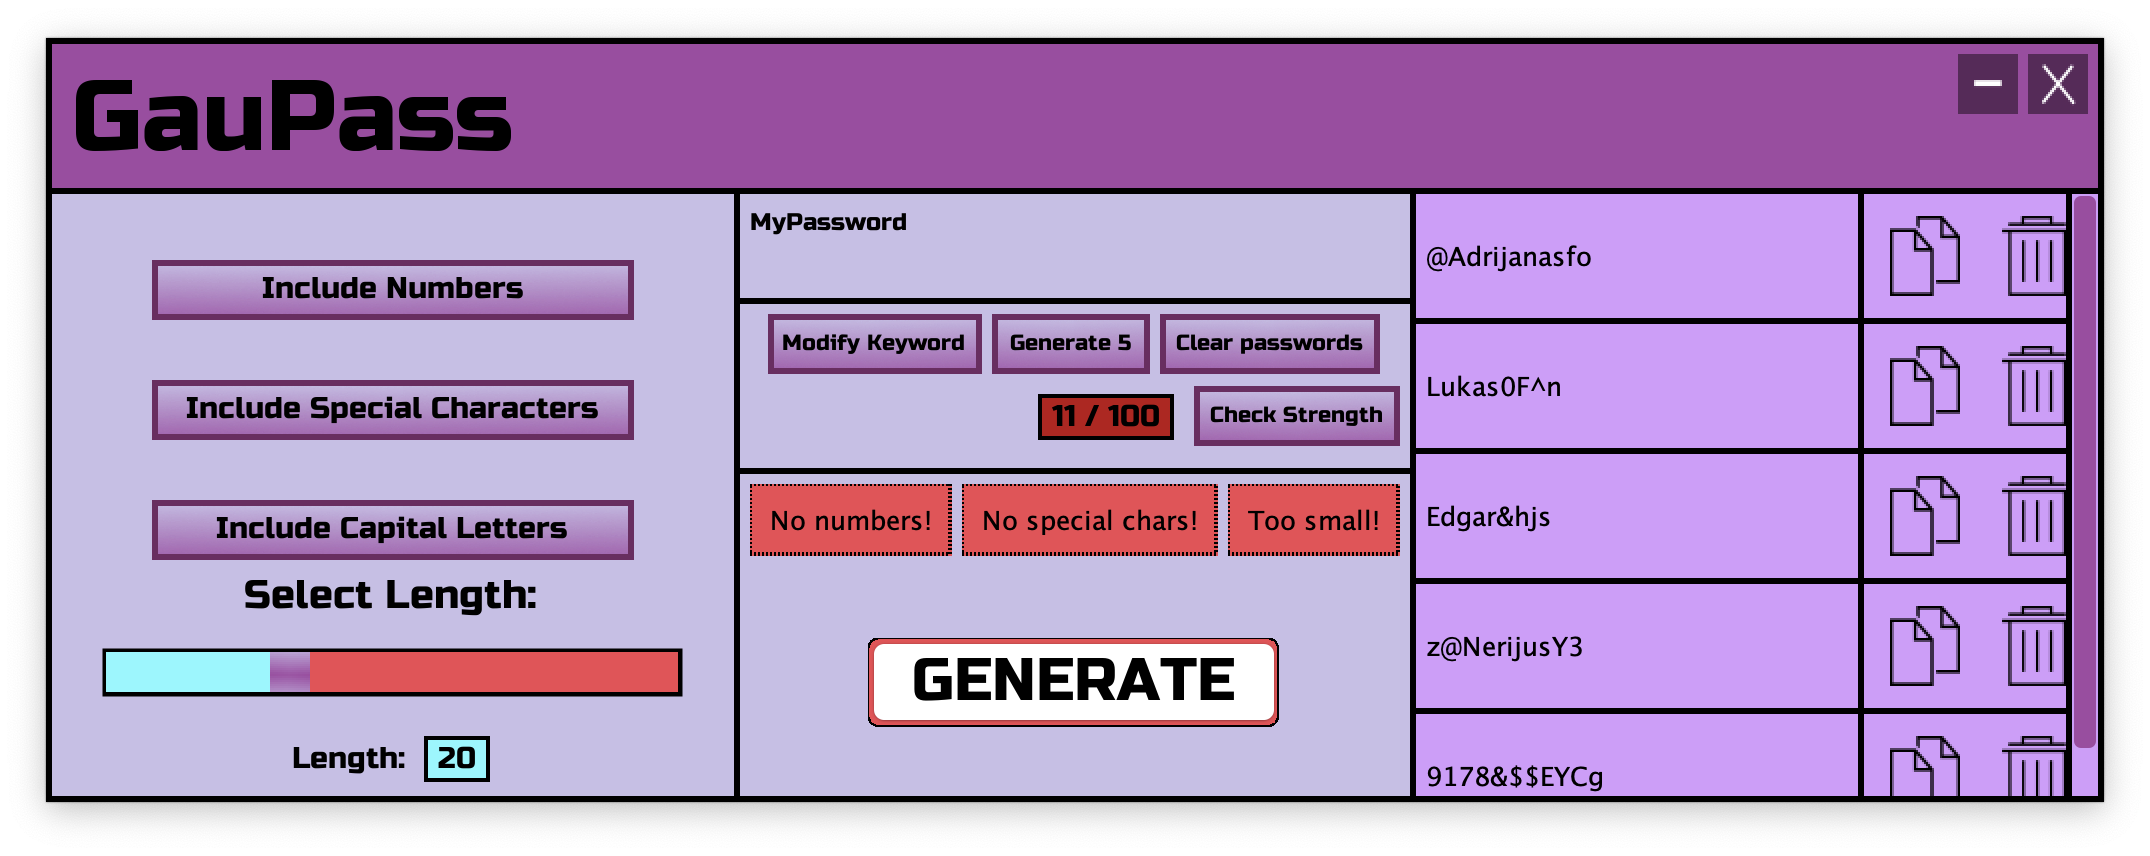 GauPass
Include Numbers
Include Special Characters
Include Capital Letters
Select Length:
Length: 20
MyPassword
Modify Keyword
Generate 5
Clear passwords
11 / 100
Check Strength
No numbers!
No special chars!
Too small!
GENERATE
@Adrijanasfo
Lukas0F^n
Edgar&hjs
z@NerijusY3
9178&$$EYCg